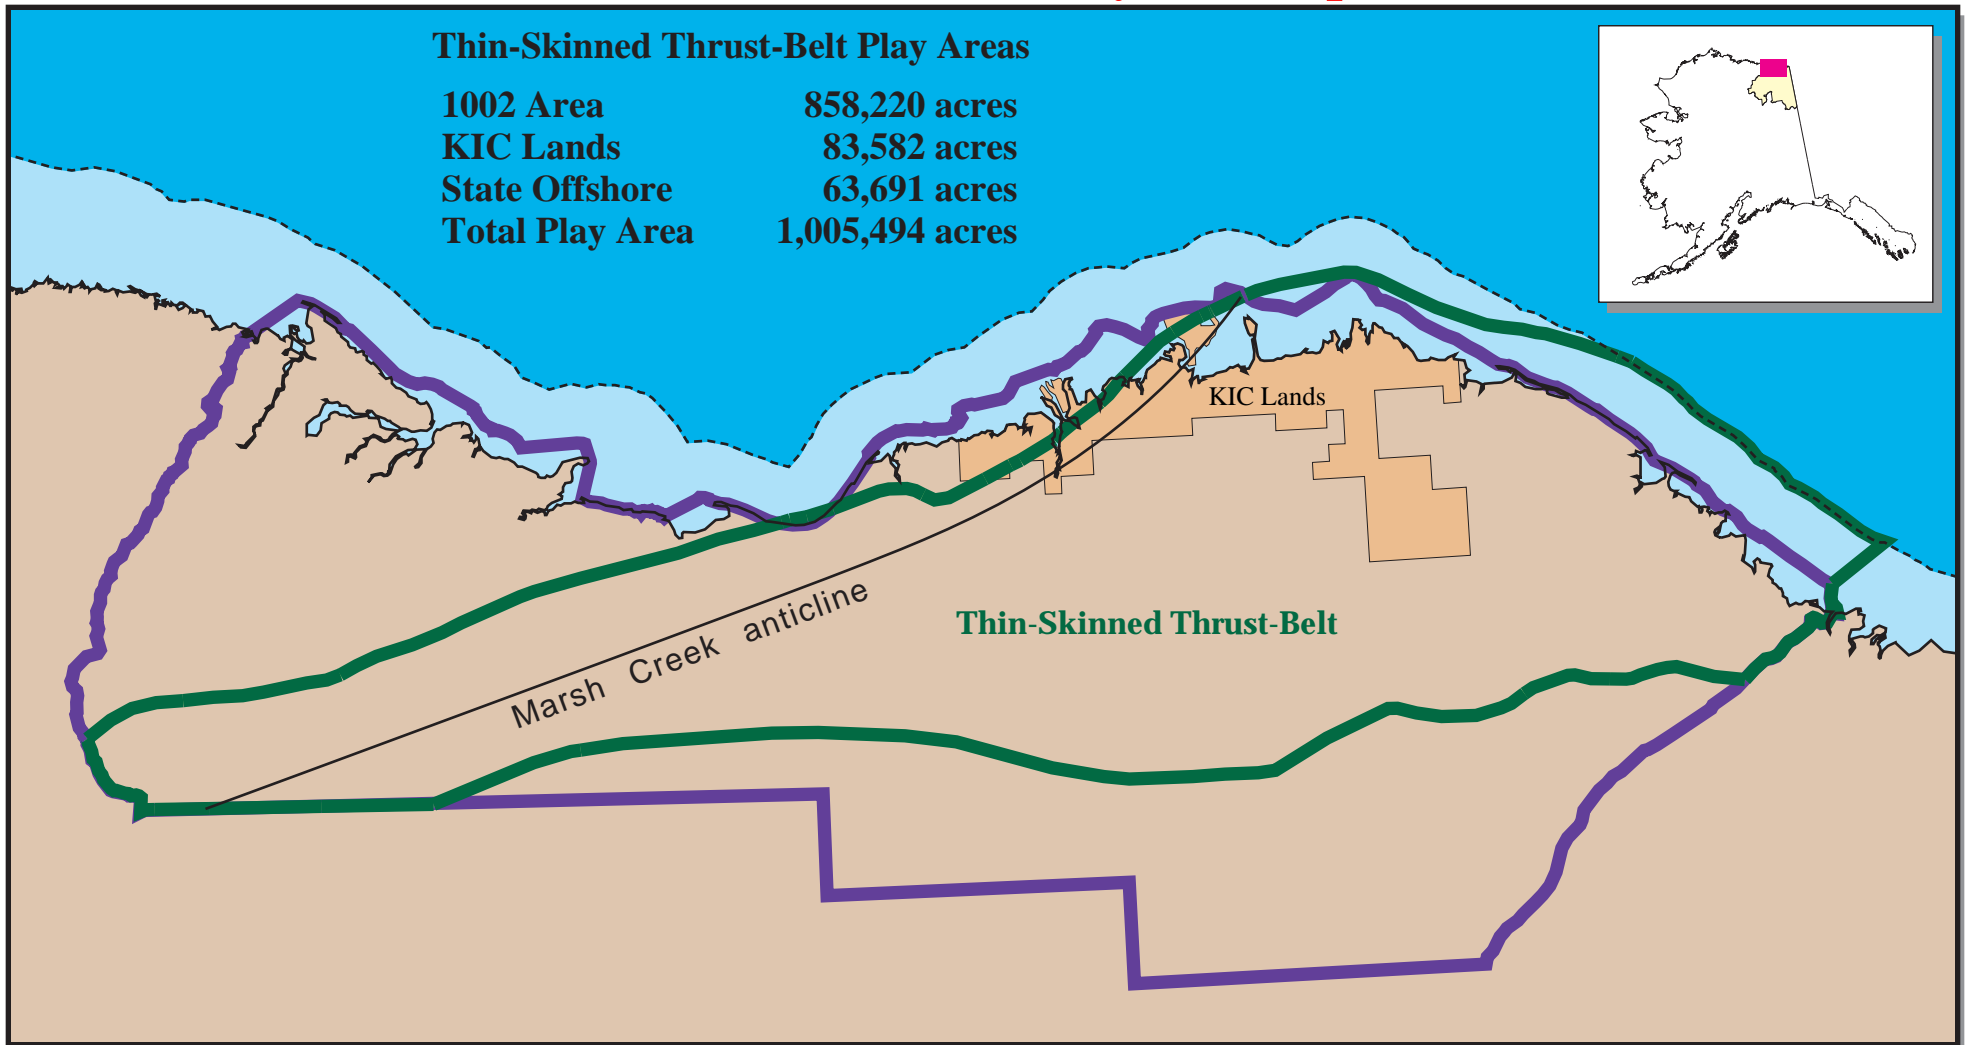 Thin-Skinned Thrust-Belt Play Areas
1002 Area 858,220 acres
KIC Lands 83,582 acres
State Offshore 63,691 acres
Total Play Area 1,005,494 acres
KIC Lands
Marsh Creek anticline
Thin-Skinned Thrust-Belt